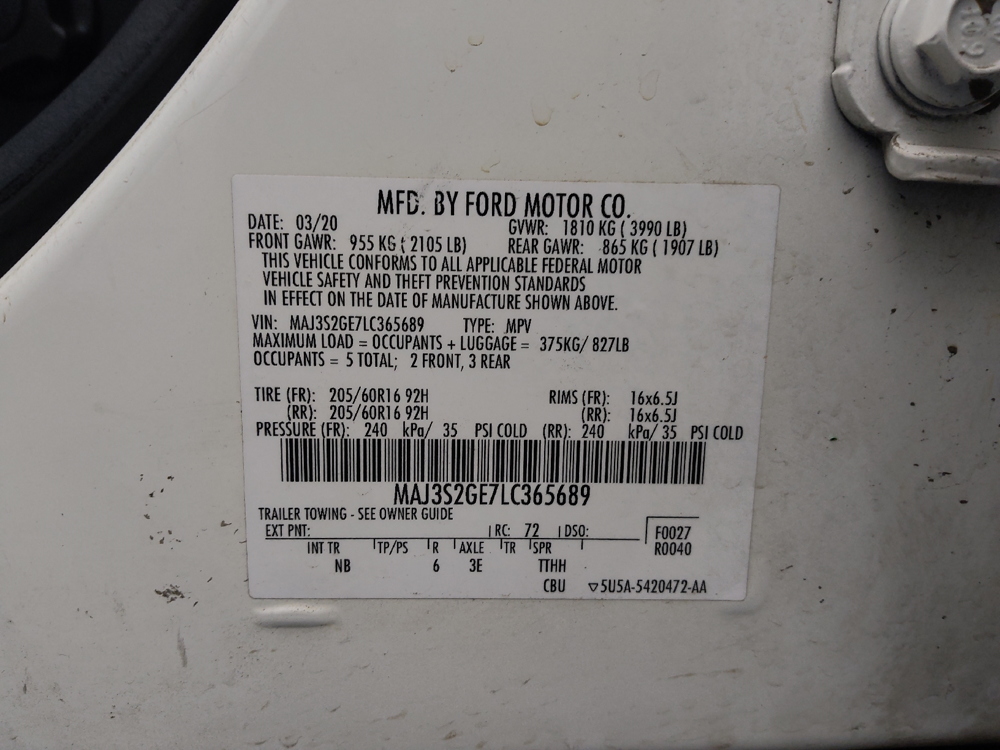 MFD. BY FORD MOTOR CO.
DATE: 03/20 GVWR: 1810 KG ( 3990 LB)
FRONT GAWR: 955 KG ( 2105 LB) REAR GAWR: 865 KG ( 1907 LB)
THIS VEHICLE CONFORMS TO ALL APPLICABLE FEDERAL MOTOR
VEHICLE SAFETY AND THEFT PREVENTION STANDARDS
IN EFFECT ON THE DATE OF MANUFACTURE SHOWN ABOVE.
VIN: MAJ3S2GE7LC365689 TYPE: MPV
MAXIMUM LOAD = OCCUPANTS + LUGGAGE = 375KG/ 827LB
OCCUPANTS = 5 TOTAL; 2 FRONT, 3 REAR
TIRE (FR): 205/60R16 92H RIMS (FR): 16x6.5J
(RR): 205/60R16 92H (RR): 16x6.5J
PRESSURE (FR): 240 kPa/ 35 PSI COLD (RR): 240 kPa/ 35 PSI COLD
MAJ3S2GE7LC365689
TRAILER TOWING - SEE OWNER GUIDE
EXT PNT: RC: 72 DSO: F0027
R0040
INT TR TP/PS R AXLE TR SPR
NB 6 3E TTHH
CBU ▽5U5A-5420472-AA